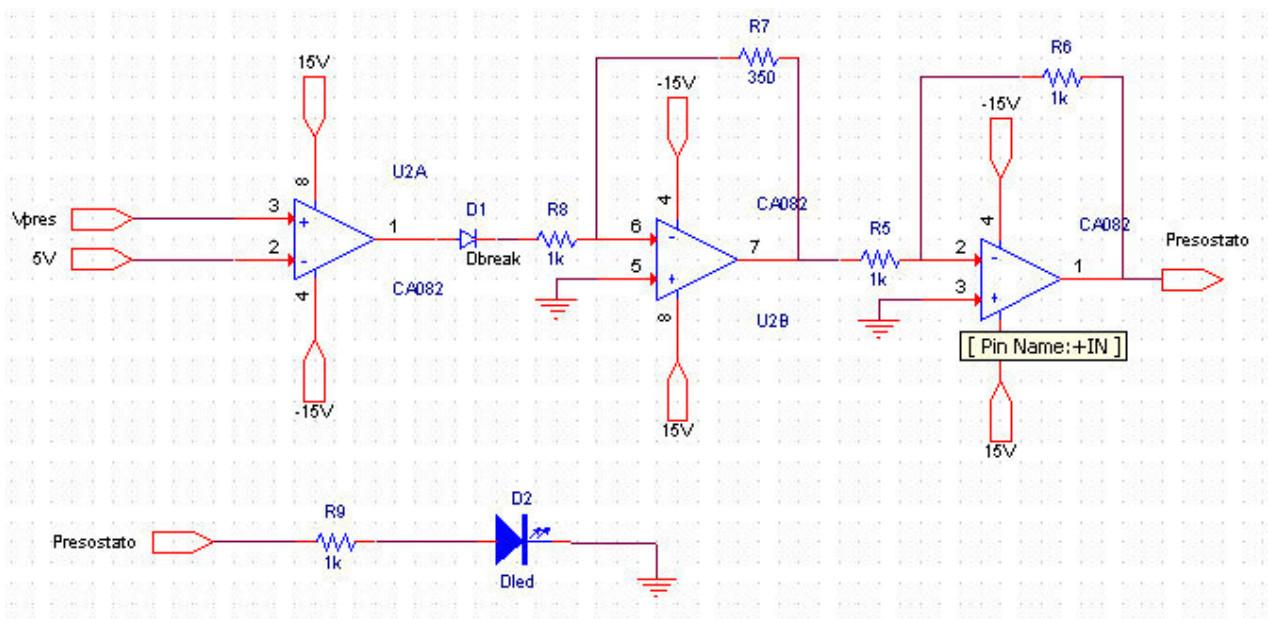 R7
350
R6
1k
15V
-15V
-15V
8
U2A
4
CA082
4
CA082
Vpres
3
+
1
D1
R8
6
-
7
R5
2
-
1
Presostato
5V
2
-
Dbreak
1k
5
+
1k
3
+
4
CA082
8
U2B
[ Pin Name:+IN ]
-15V
15V
15V
D2
R9
Presostato
1k
Dled